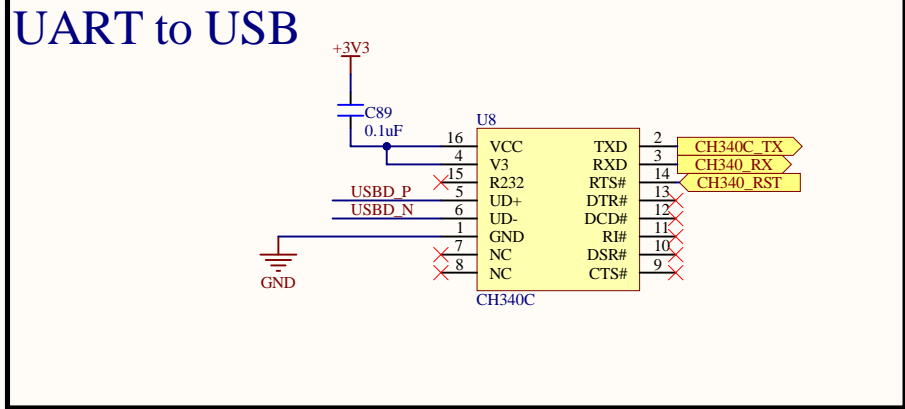 UART to USB
+3V3
C89
0.1uF
U8
16 VCC TXD 2 CH340C_TX
4 V3 RXD 3 CH340_RX
15 R232 RTS# 14 CH340_RST
USBD_P 5 UD+ DTR# 13
USBD_N 6 UD- DCD# 12
1 GND RI# 11
7 NC DSR# 10
8 NC CTS# 9
GND
CH340C